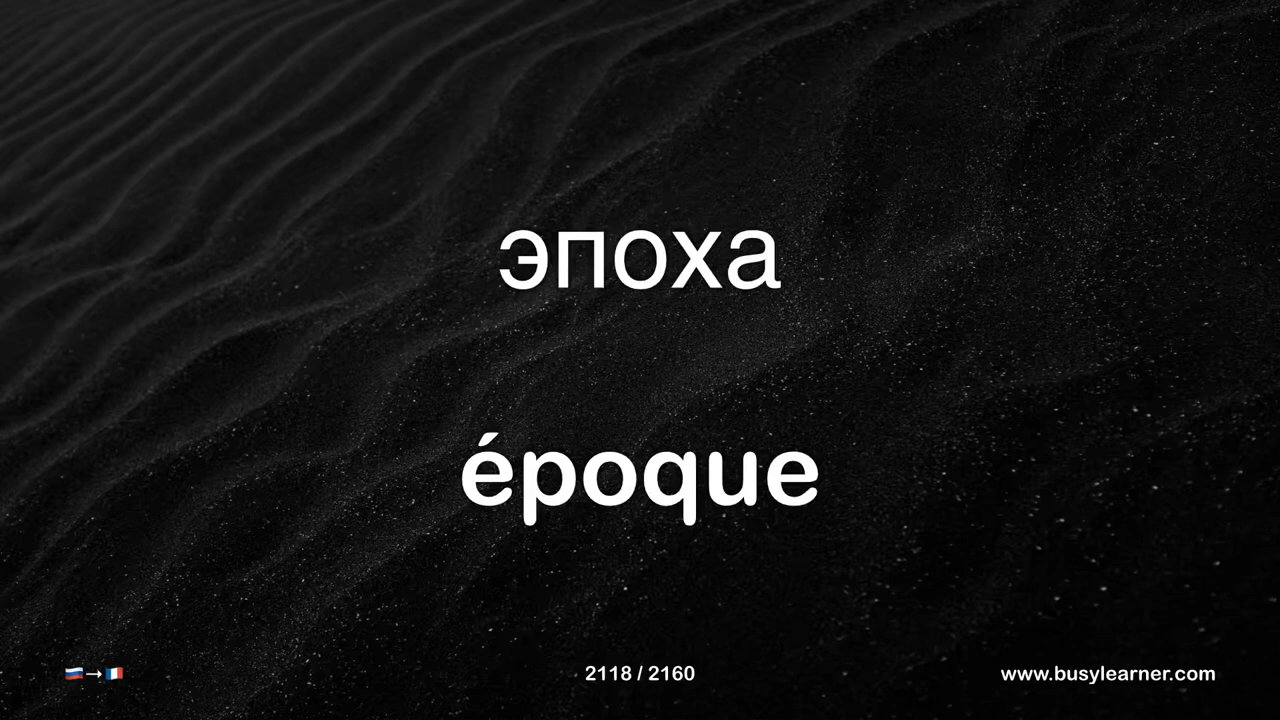 эпоха
époque
🇷🇺→🇫🇷
2118 / 2160
www.busylearner.com